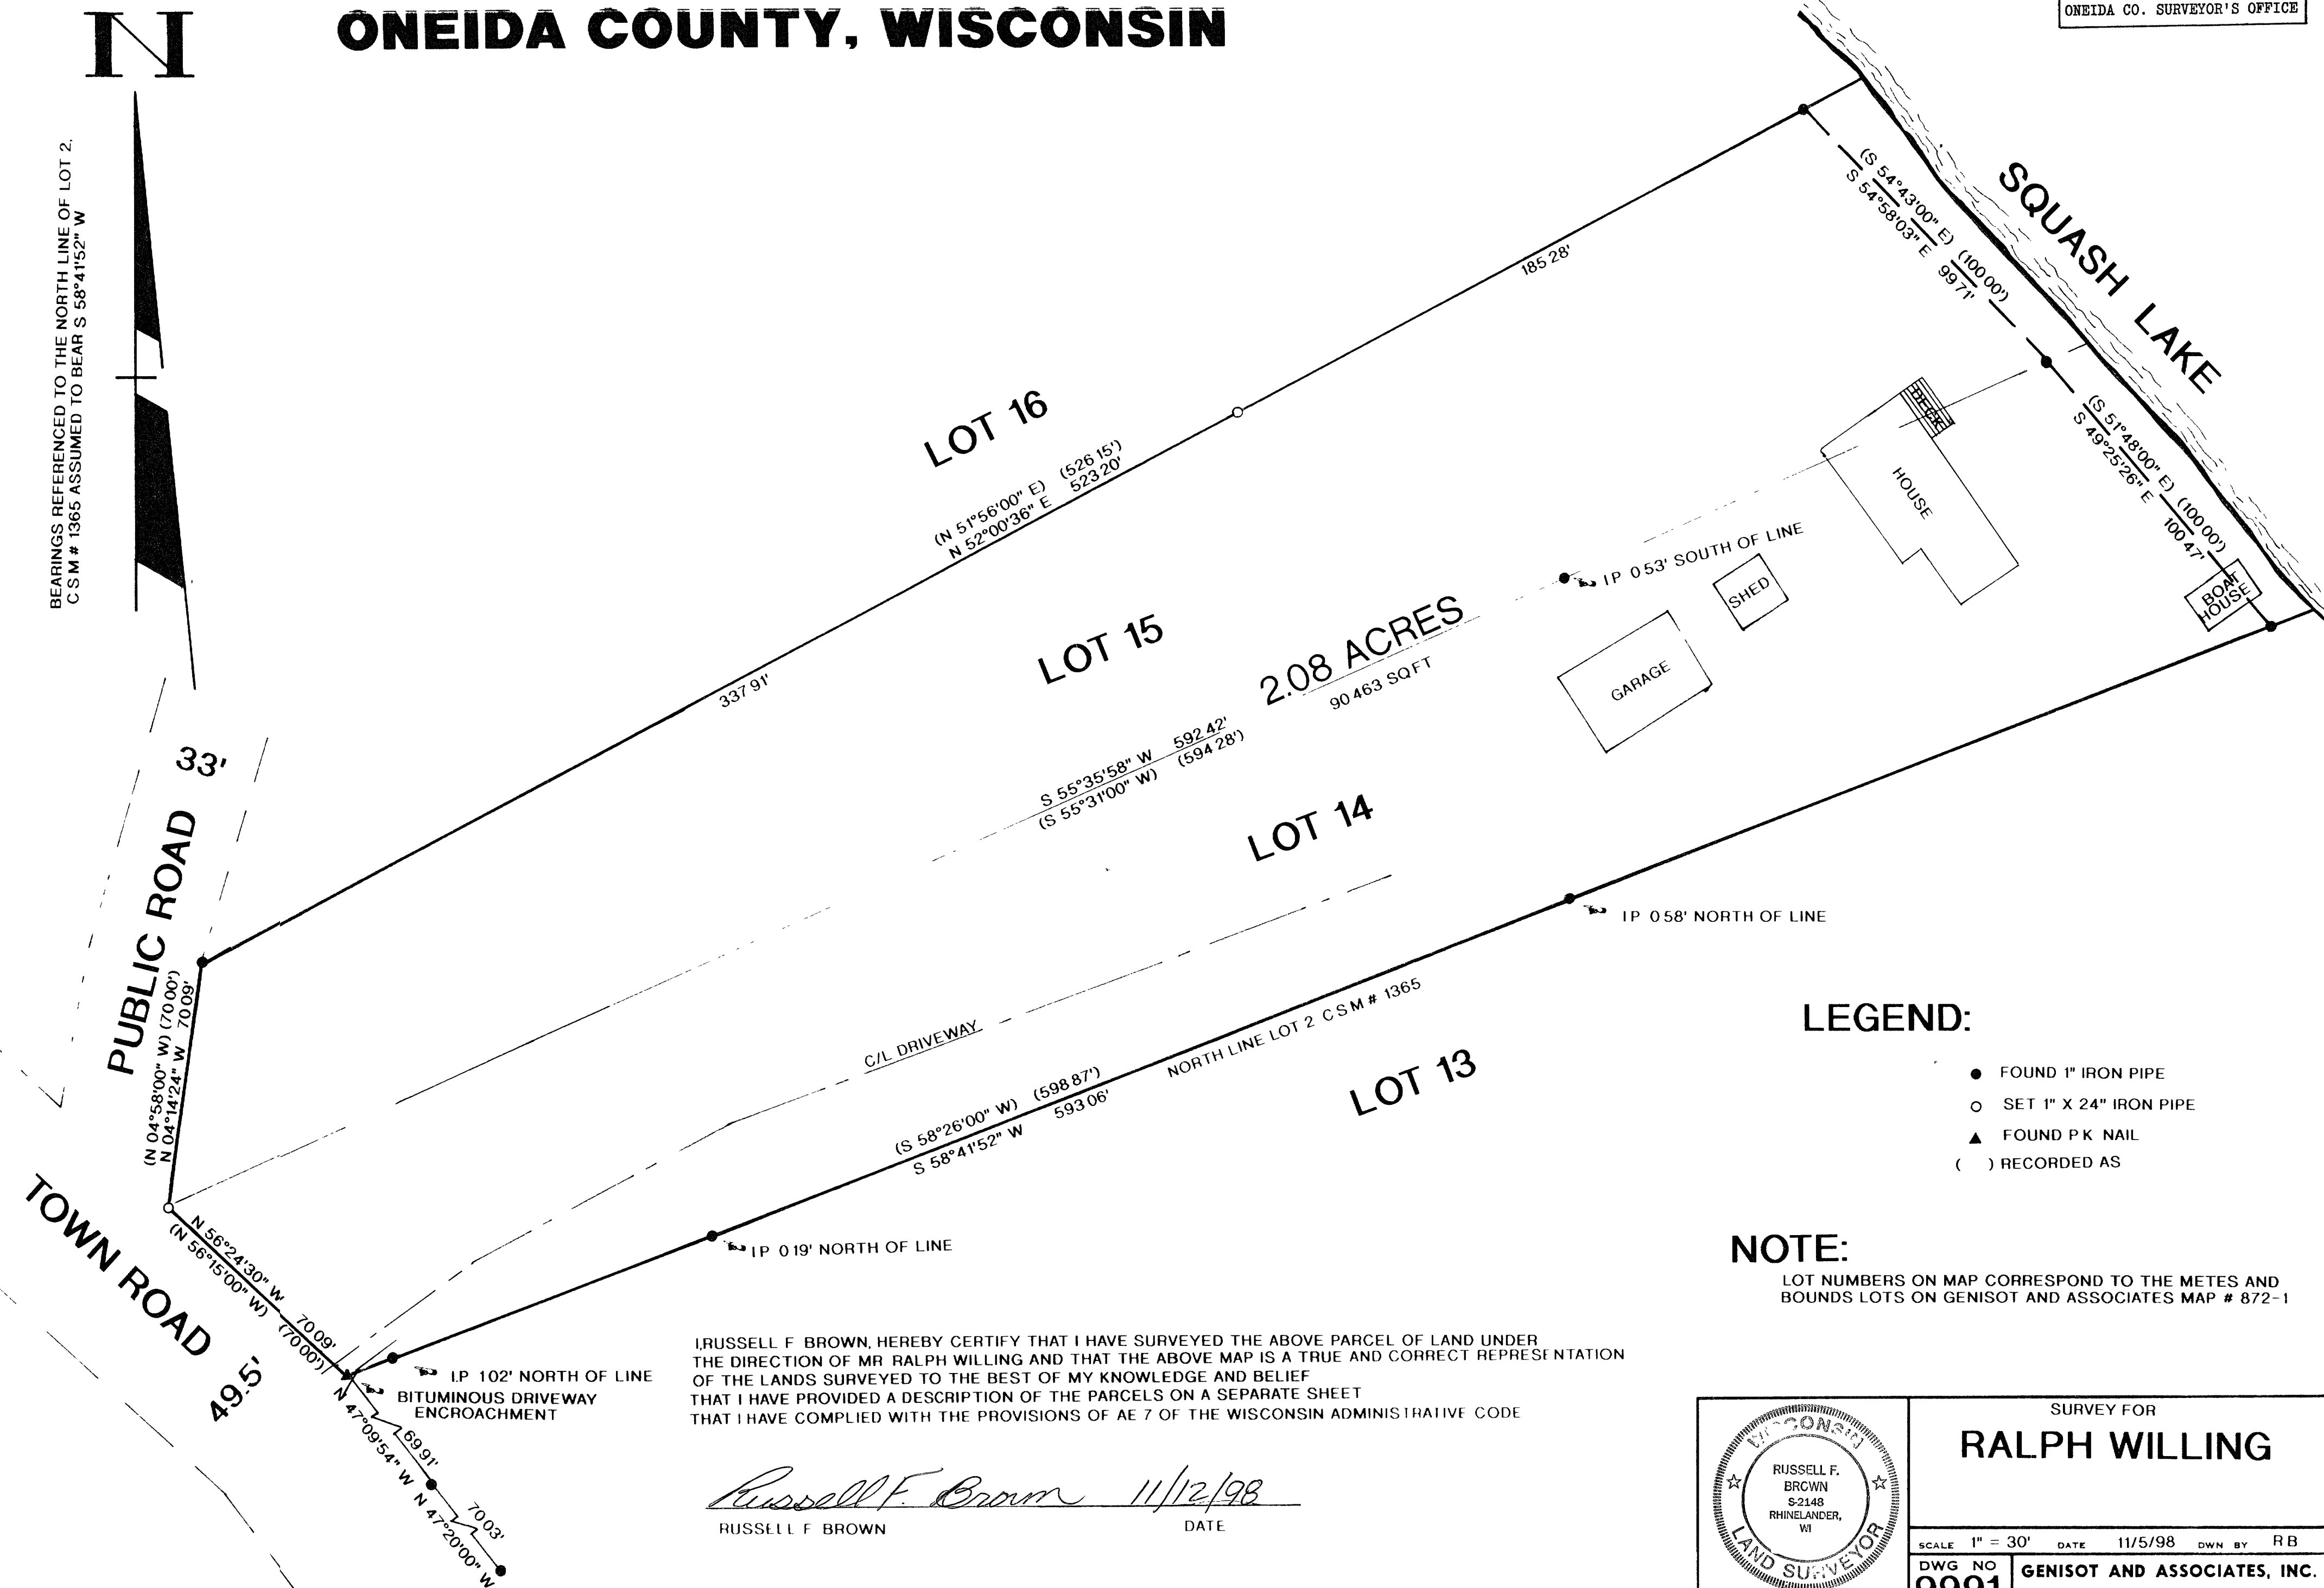 N
ONEIDA COUNTY, WISCONSIN
ONEIDA CO. SURVEYOR'S OFFICE
BEARINGS REFERENCED TO THE NORTH LINE OF LOT 2.
C S M # 1365 ASSUMED TO BEAR S 58°41'52" W
SQUASH LAKE
(S 54°43'00" E) (100 00')
S 54°58'03" E 99 71'
185 28'
(S 51°48'00" E) (100 00')
S 49°25'26" E 100 47'
DECK
HOUSE
BOAT
HOUSE
LOT 16
(N 51°56'00" E) (526 15')
N 52°00'36" E 523 20'
I P 0 53' SOUTH OF LINE
SHED
GARAGE
LOT 15
2.08 ACRES
90 463 SQ FT
337 91'
S 55°35'58" W 592 42'
(S 55°31'00" W) (594 28')
33'
PUBLIC ROAD
(N 04°58'00" W) (70 00')
N 04°14'24" W 70 09'
LOT 14
I P 0 58' NORTH OF LINE
C/L DRIVEWAY
NORTH LINE LOT 2 C S M # 1365
LOT 13
(S 58°26'00" W) (598 87')
S 58°41'52" W 593 06'
LEGEND:
FOUND 1" IRON PIPE
SET 1" X 24" IRON PIPE
FOUND P K NAIL
( ) RECORDED AS
TOWN ROAD
49.5'
N 56°24'30" W 70 09'
(N 56°15'00" W) (70 00')
I P 0 19' NORTH OF LINE
I.P 1 02' NORTH OF LINE
BITUMINOUS DRIVEWAY
ENCROACHMENT
N 47°09'54" W 69 91'
N 47°20'00" W 70 03'
NOTE:
LOT NUMBERS ON MAP CORRESPOND TO THE METES AND
BOUNDS LOTS ON GENISOT AND ASSOCIATES MAP # 872-1
I,RUSSELL F BROWN, HEREBY CERTIFY THAT I HAVE SURVEYED THE ABOVE PARCEL OF LAND UNDER
THE DIRECTION OF MR RALPH WILLING AND THAT THE ABOVE MAP IS A TRUE AND CORRECT REPRESENTATION
OF THE LANDS SURVEYED TO THE BEST OF MY KNOWLEDGE AND BELIEF
THAT I HAVE PROVIDED A DESCRIPTION OF THE PARCELS ON A SEPARATE SHEET
THAT I HAVE COMPLIED WITH THE PROVISIONS OF AE 7 OF THE WISCONSIN ADMINISTRATIVE CODE
Russell F. Brown 11/12/98
RUSSELL F BROWN DATE
WISCONSIN
RUSSELL F.
BROWN
S-2148
RHINELANDER,
WI
LAND SURVEYOR
SURVEY FOR
RALPH WILLING
SCALE 1" = 30' DATE 11/5/98 DWN BY R B
DWG NO
9991
GENISOT AND ASSOCIATES, INC.